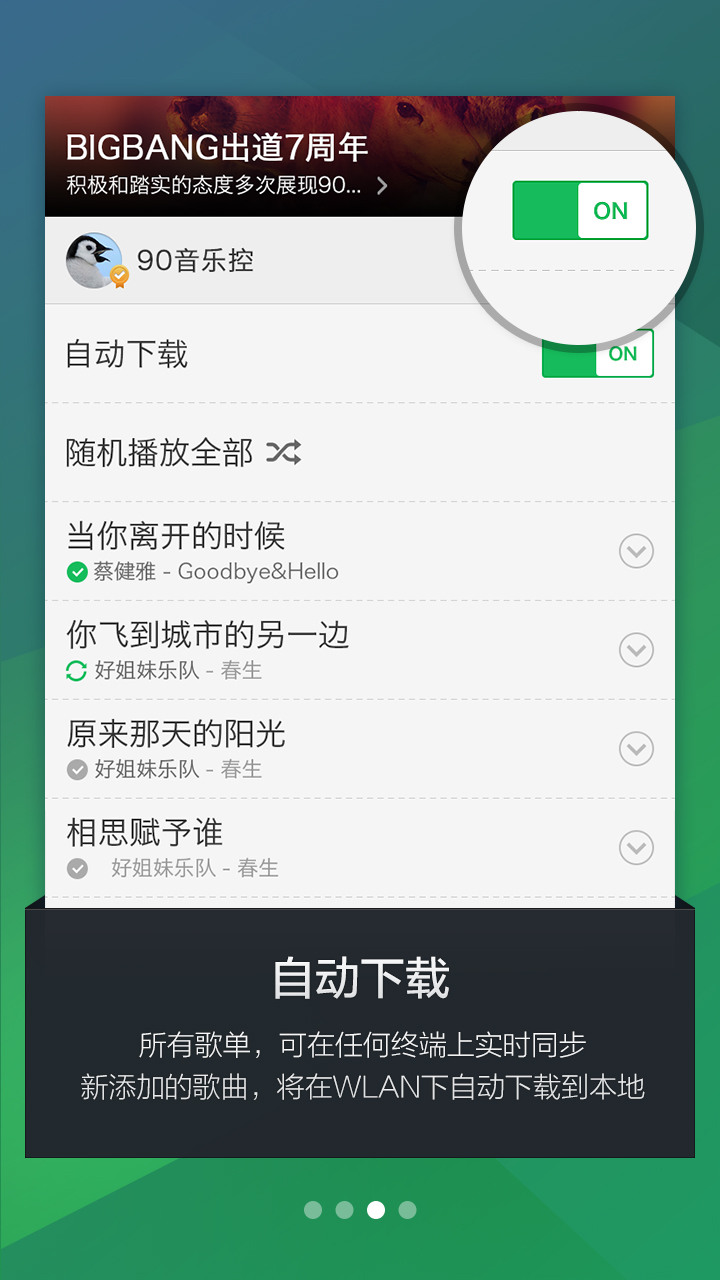 BIGBANG出道7周年
积极和踏实的态度多次展现90...
ON
90音乐控
自动下载
ON
随机播放全部
当你离开的时候
蔡健雅 - Goodbye&Hello
你飞到城市的另一边
好姐妹乐队 - 春生
原来那天的阳光
好姐妹乐队 - 春生
相思赋予谁
好姐妹乐队 - 春生
自动下载
所有歌单，可在任何终端上实时同步
新添加的歌曲，将在WLAN下自动下载到本地